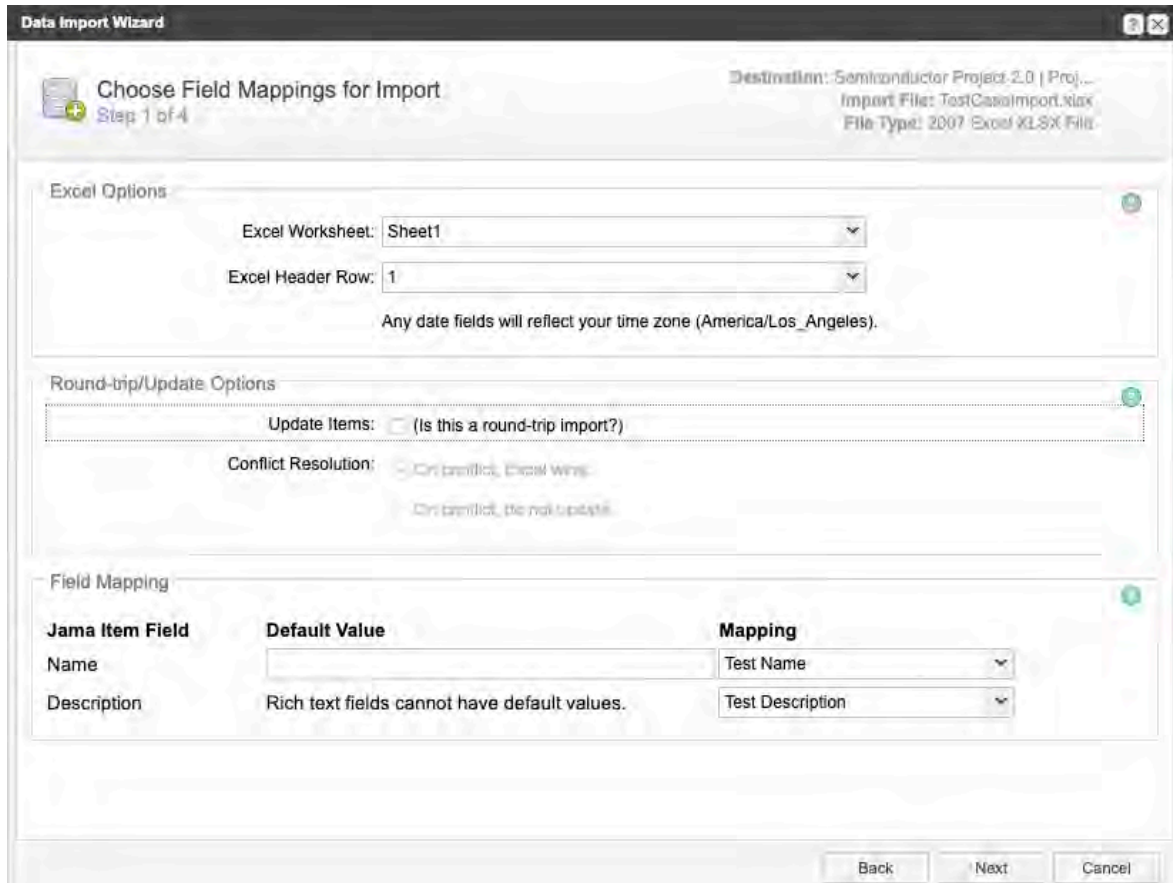 Data Import Wizard
Choose Field Mappings for Import
Step 1 of 4
Destination: Semiconductor Project 2.0 | Proj...
Import File: TestCaseImport.xlsx
File Type: 2007 Excel XLSX File
Excel Options
Excel Worksheet: Sheet1
Excel Header Row: 1
Any date fields will reflect your time zone (America/Los_Angeles).
Round-trip/Update Options
Update Items: (Is this a round-trip import?)
Conflict Resolution: On conflict, Excel wins.
On conflict, do not update.
Field Mapping
Jama Item Field Default Value Mapping
Name Test Name
Description Rich text fields cannot have default values. Test Description
Back Next Cancel